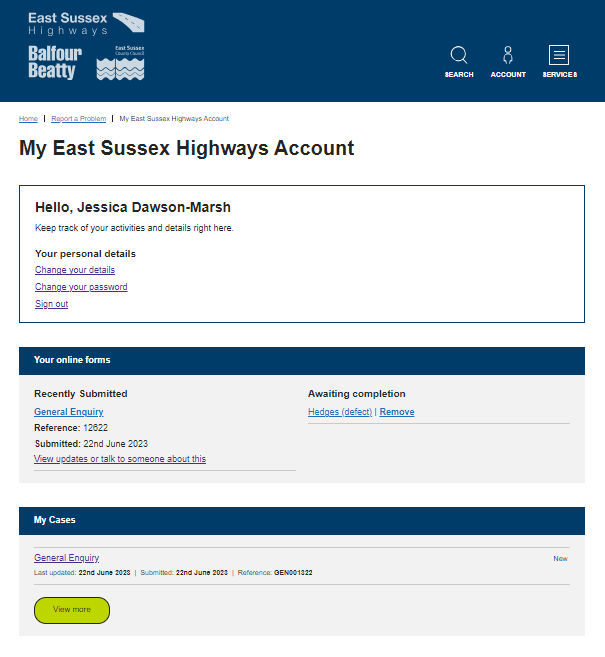 East Sussex
Highways
Balfour
Beatty
East Sussex
County Council
SEARCH
ACCOUNT
SERVICES
Home | Report a Problem | My East Sussex Highways Account
My East Sussex Highways Account
Hello, Jessica Dawson-Marsh
Keep track of your activities and details right here.
Your personal details
Change your details
Change your password
Sign out
Your online forms
Recently Submitted
General Enquiry
Reference: 12622
Submitted: 22nd June 2023
View updates or talk to someone about this
Awaiting completion
Hedges (defect) | Remove
My Cases
General Enquiry
New
Last updated: 22nd June 2023 | Submitted: 22nd June 2023 | Reference: GEN001322
View more